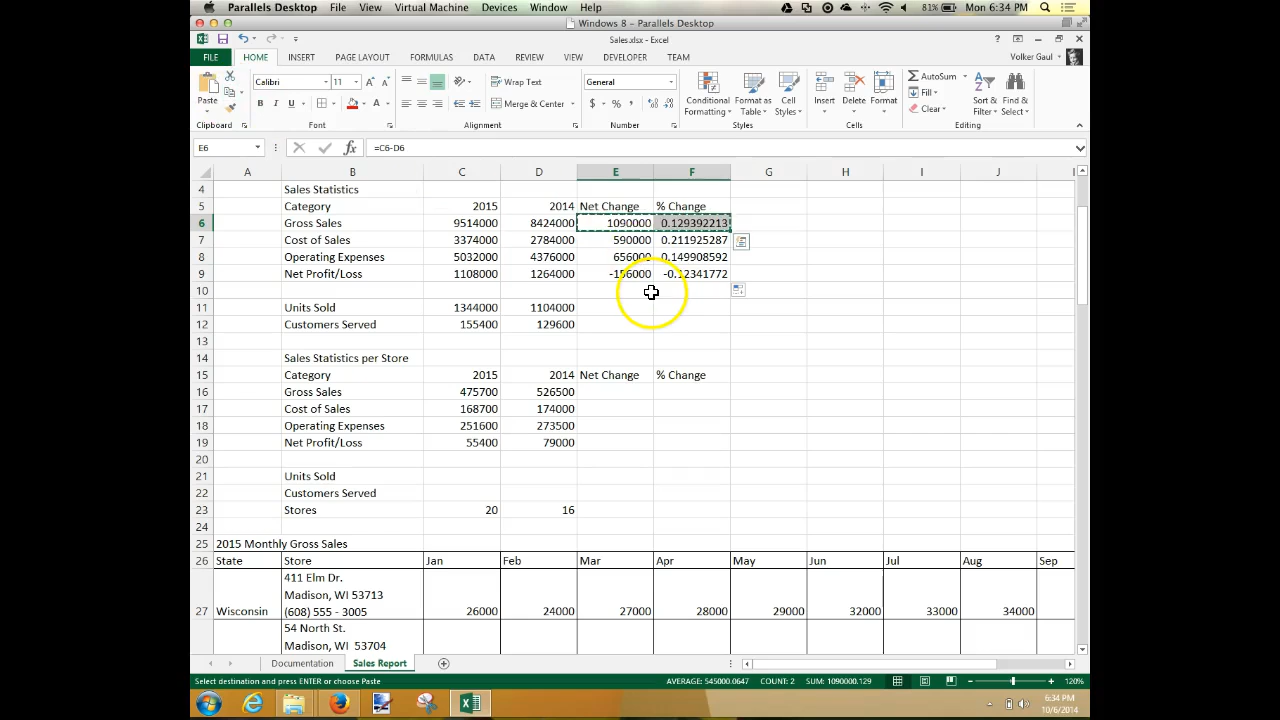 Parallels Desktop File View Virtual Machine Devices Window Help 81% Mon 6:34 PM
Windows 8 - Parallels Desktop
Sales.xlsx - Excel
FILE HOME INSERT PAGE LAYOUT FORMULAS DATA REVIEW VIEW DEVELOPER TEAM Volker Gaul
Paste Calibri 11 A A Wrap Text General Conditional Format as Cell Insert Delete Format AutoSum Sort & Find &
B I U A Merge & Center $ % , Formatting Table Styles Fill Filter Select
Clear
Clipboard Font Alignment Number Styles Cells Editing
E6 fx =C6-D6
A B C D E F G H I J
4 Sales Statistics
5 Category 2015 2014 Net Change % Change
6 Gross Sales 9514000 8424000 1090000 0.129392213
7 Cost of Sales 3374000 2784000 590000 0.211925287
8 Operating Expenses 5032000 4376000 656000 0.149908592
9 Net Profit/Loss 1108000 1264000 -156000 -0.12341772
10
11 Units Sold 1344000 1104000
12 Customers Served 155400 129600
13
14 Sales Statistics per Store
15 Category 2015 2014 Net Change % Change
16 Gross Sales 475700 526500
17 Cost of Sales 168700 174000
18 Operating Expenses 251600 273500
19 Net Profit/Loss 55400 79000
20
21 Units Sold
22 Customers Served
23 Stores 20 16
24
25 2015 Monthly Gross Sales
26 State Store Jan Feb Mar Apr May Jun Jul Aug Sep
411 Elm Dr.
Madison, WI 53713
27 Wisconsin (608) 555 - 3005 26000 24000 27000 28000 29000 32000 33000 34000
54 North St.
Madison, WI 53704
Documentation Sales Report
Select destination and press ENTER or choose Paste AVERAGE: 545000.0647 COUNT: 2 SUM: 1090000.129 120%
6:34 PM
10/6/2014